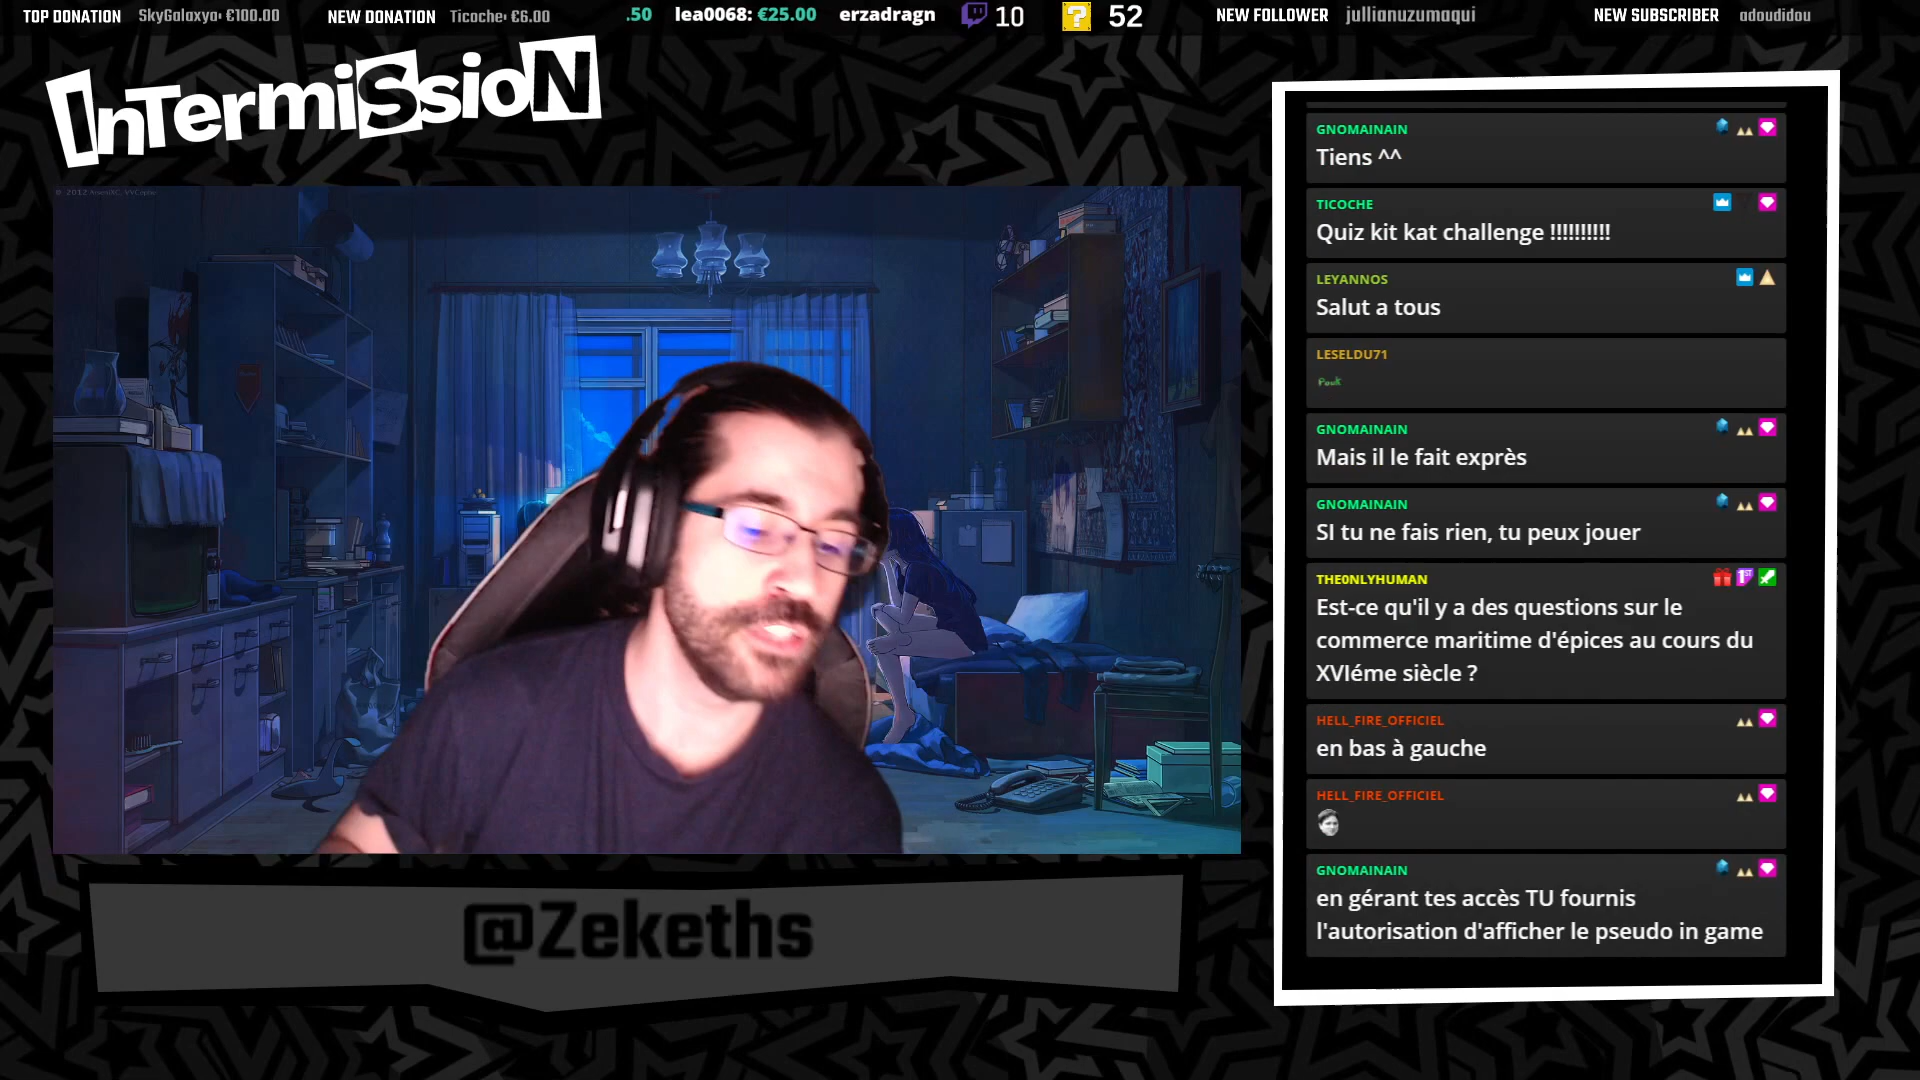 TOP DONATION SkyGalaxya: €100.00 NEW DONATION Ticoche: €6.00 .50 lea0068: €25.00 erzadragn 10 ? 52 NEW FOLLOWER jullianuzumaqui NEW SUBSCRIBER adoudidou
InTermiSsioN
GNOMAINAIN
Tiens ^^
TICOCHE
Quiz kit kat challenge !!!!!!!!!!
LEYANNOS
Salut a tous
LESELDU71
GNOMAINAIN
Mais il le fait exprès
GNOMAINAIN
SI tu ne fais rien, tu peux jouer
THE0NLYHUMAN
1ST
Est-ce qu'il y a des questions sur le
commerce maritime d'épices au cours du
XVIéme siècle ?
HELL_FIRE_OFFICIEL
en bas à gauche
HELL_FIRE_OFFICIEL
GNOMAINAIN
en gérant tes accès TU fournis
l'autorisation d'afficher le pseudo in game
@Zekeths